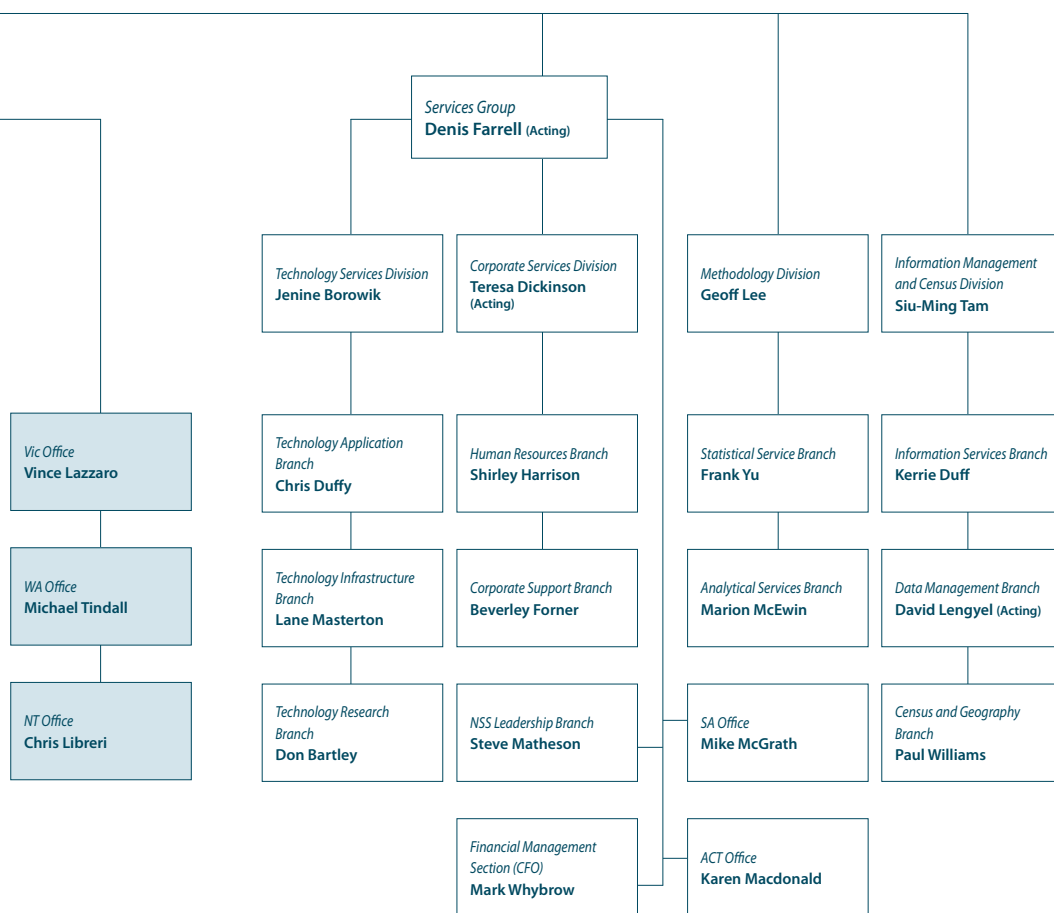 Services Group
Denis Farrell (Acting)
Technology Services Division
Jenine Borowik
Corporate Services Division
Teresa Dickinson
(Acting)
Methodology Division
Geoff Lee
Information Management
and Census Division
Siu-Ming Tam
Vic Office
Vince Lazzaro
Technology Application
Branch
Chris Duffy
Human Resources Branch
Shirley Harrison
Statistical Service Branch
Frank Yu
Information Services Branch
Kerrie Duff
WA Office
Michael Tindall
Technology Infrastructure
Branch
Lane Masterton
Corporate Support Branch
Beverley Forner
Analytical Services Branch
Marion McEwin
Data Management Branch
David Lengyel (Acting)
NT Office
Chris Libreri
Technology Research
Branch
Don Bartley
NSS Leadership Branch
Steve Matheson
SA Office
Mike McGrath
Census and Geography
Branch
Paul Williams
Financial Management
Section (CFO)
Mark Whybrow
ACT Office
Karen Macdonald